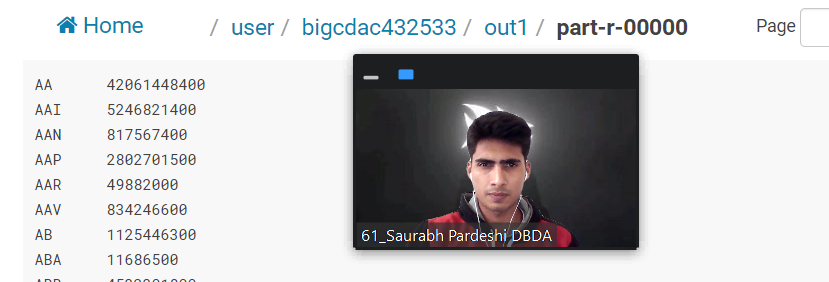 Home / user / bigcdac432533 / out1 / part-r-00000 Page
AA 42061448400
AAI 5246821400
AAN 817567400
AAP 2802701500
AAR 49882000
AAV 834246600
AB 1125446300
ABA 11686500
61_Saurabh Pardeshi DBDA